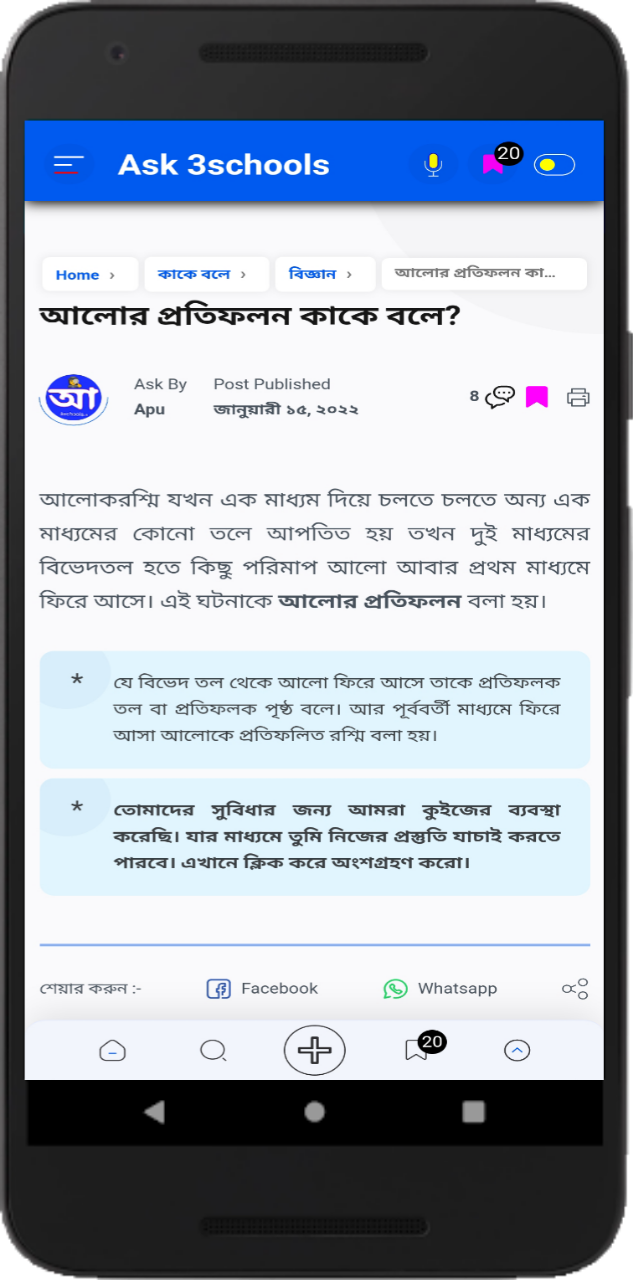 Ask 3schools
20
Home ›
কাকে বলে ›
বিজ্ঞান ›
আলোর প্রতিফলন কা...
আলোর প্রতিফলন কাকে বলে?
আ
Ask By
Apu
Post Published
জানুয়ারী ১৫, ২০২২
8
আলোকরশ্মি যখন এক মাধ্যম দিয়ে চলতে চলতে অন্য এক
মাধ্যমের কোনো তলে আপতিত হয় তখন দুই মাধ্যমের
বিভেদতল হতে কিছু পরিমাপ আলো আবার প্রথম মাধ্যমে
ফিরে আসে। এই ঘটনাকে আলোর প্রতিফলন বলা হয়।
* যে বিভেদ তল থেকে আলো ফিরে আসে তাকে প্রতিফলক
তল বা প্রতিফলক পৃষ্ঠ বলে। আর পূর্ববর্তী মাধ্যমে ফিরে
আসা আলোকে প্রতিফলিত রশ্মি বলা হয়।
* তোমাদের সুবিধার জন্য আমরা কুইজের ব্যবস্থা
করেছি। যার মাধ্যমে তুমি নিজের প্রস্তুতি যাচাই করতে
পারবে। এখানে ক্লিক করে অংশগ্রহণ করো।
শেয়ার করুন :-
Facebook
Whatsapp
20